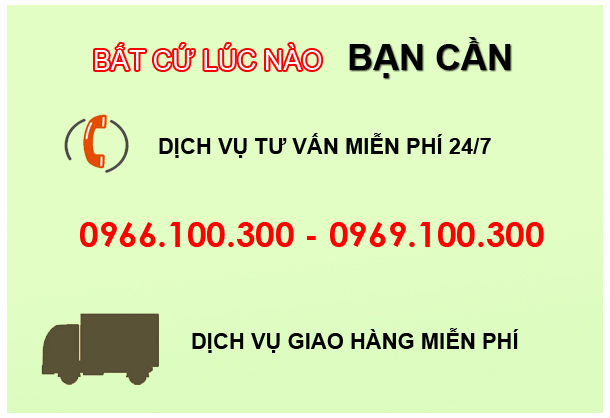 BẤT CỨ LÚC NÀO BẠN CẦN
DỊCH VỤ TƯ VẤN MIỄN PHÍ 24/7
0966.100.300 - 0969.100.300
DỊCH VỤ GIAO HÀNG MIỄN PHÍ